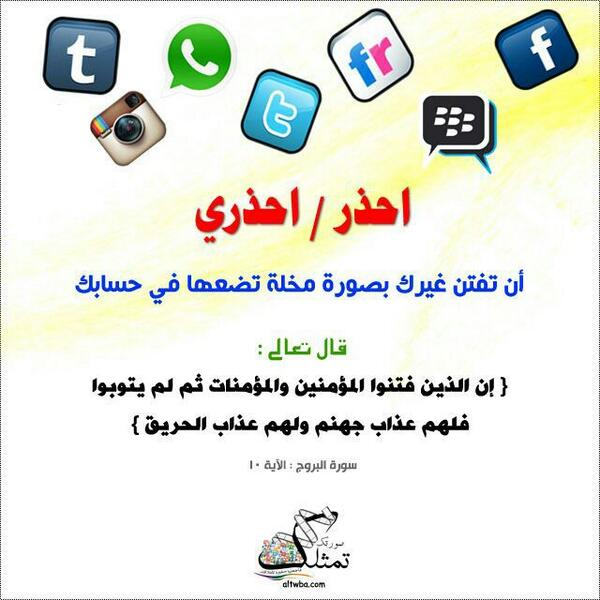 t
fr
f
t
احذر / احذري
أن تفتن غيرك بصورة مخلة تضعها في حسابك
قال تعالى :
{ إن الذين فتنوا المؤمنين والمؤمنات ثم لم يتوبوا
فلهم عذاب جهنم ولهم عذاب الحريق }
سورة البروج : الآية ١٠
صورتك
تمثلك
altwba.com